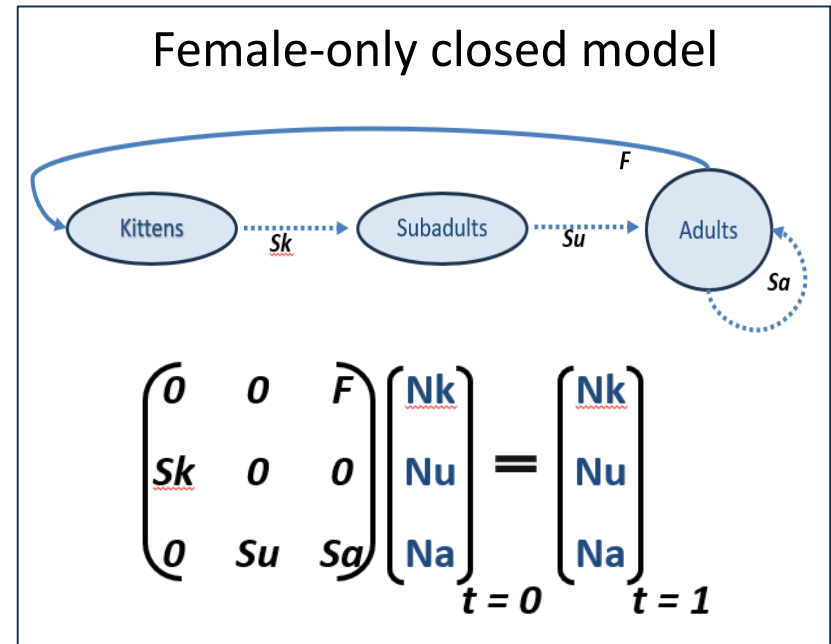 Female-only closed model
F
Kittens
Sk
Subadults
Su
Adults
Sa
0 0 F Nk Nk
Sk 0 0 Nu = Nu
0 Su Sa Na Na
t = 0 t = 1